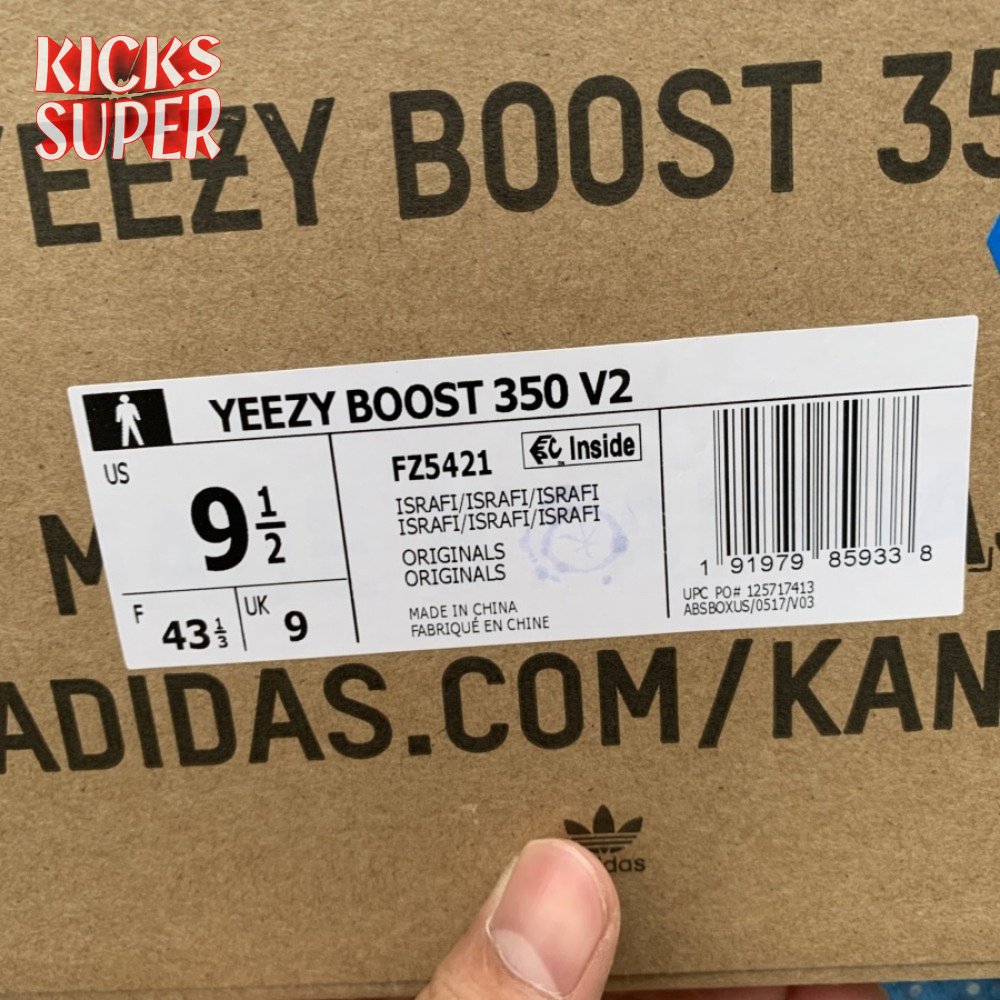 KICKS
SUPER
YEEZY BOOST 35
YEEZY BOOST 350 V2
US
9 1/2
F
43 1/3
UK
9
FZ5421
Inside
ISRAFI/ISRAFI/ISRAFI
ISRAFI/ISRAFI/ISRAFI
ORIGINALS
ORIGINALS
MADE IN CHINA
FABRIQUÉ EN CHINE
1 91979 85933 8
UPC PO# 125717413
ABSBOXUS/0517/V03
M
ADIDAS.COM/KAN
das